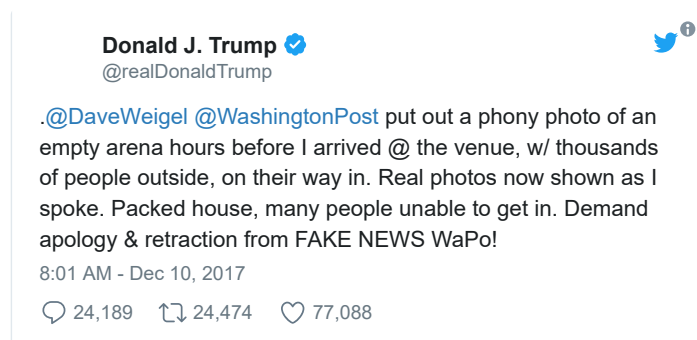 Donald J. Trump
@realDonaldTrump
.@DaveWeigel @WashingtonPost put out a phony photo of an
empty arena hours before I arrived @ the venue, w/ thousands
of people outside, on their way in. Real photos now shown as I
spoke. Packed house, many people unable to get in. Demand
apology & retraction from FAKE NEWS WaPo!
8:01 AM - Dec 10, 2017
24,189 24,474 77,088